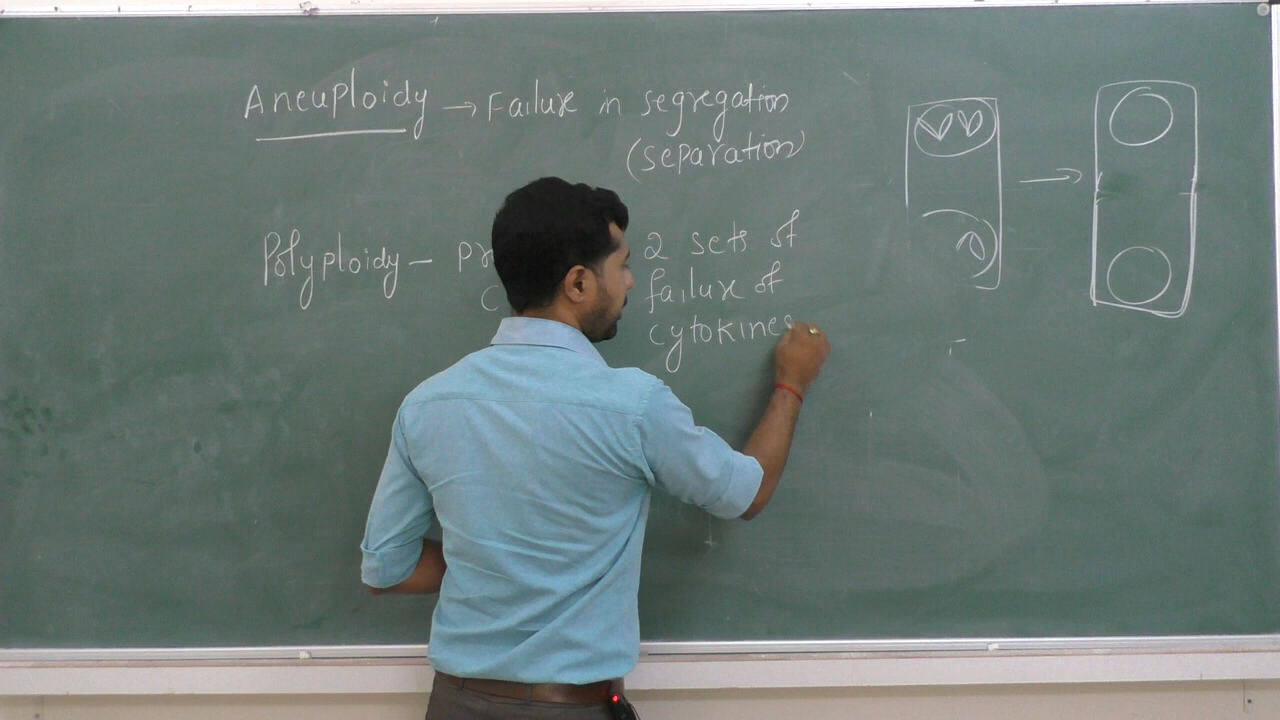 Aneuploidy → Failure in segregation
(separation)
Polyploidy - 2 sets of
failure of
cytokines